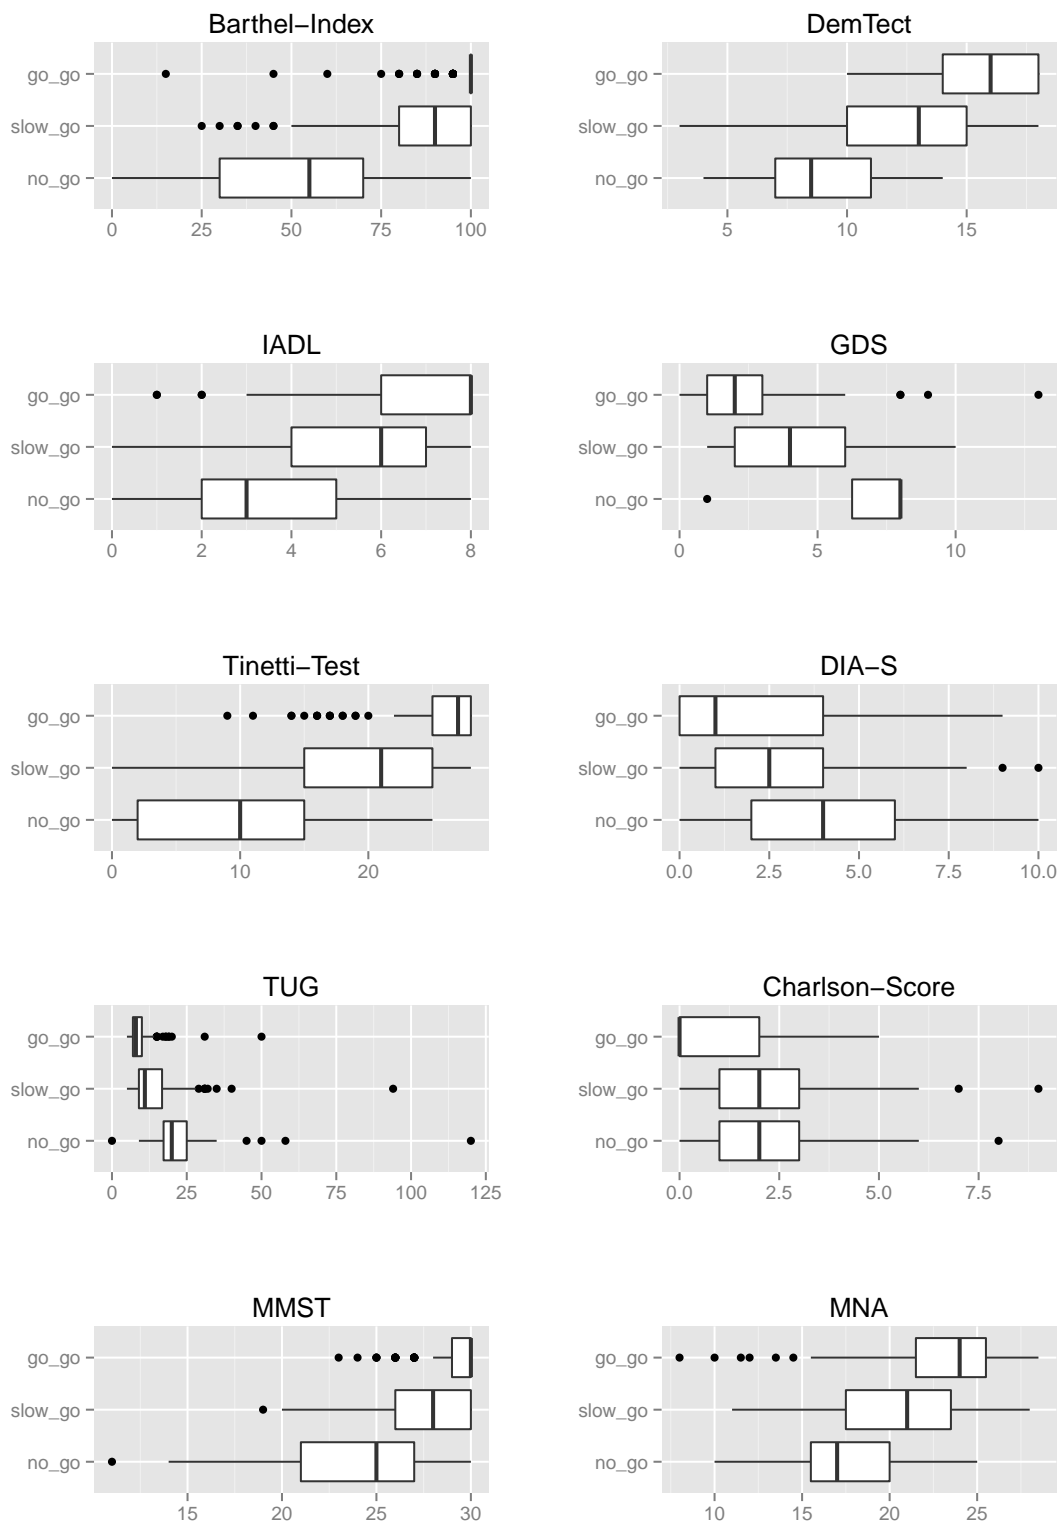 Barthel−Index
go_go
slow_go
no_go
0 25 50 75 100
DemTect
go_go
slow_go
no_go
5 10 15
IADL
go_go
slow_go
no_go
0 2 4 6 8
GDS
go_go
slow_go
no_go
0 5 10
Tinetti−Test
go_go
slow_go
no_go
0 10 20
DIA−S
go_go
slow_go
no_go
0.0 2.5 5.0 7.5 10.0
TUG
go_go
slow_go
no_go
0 25 50 75 100 125
Charlson−Score
go_go
slow_go
no_go
0.0 2.5 5.0 7.5
MMST
go_go
slow_go
no_go
15 20 25 30
MNA
go_go
slow_go
no_go
10 15 20 25